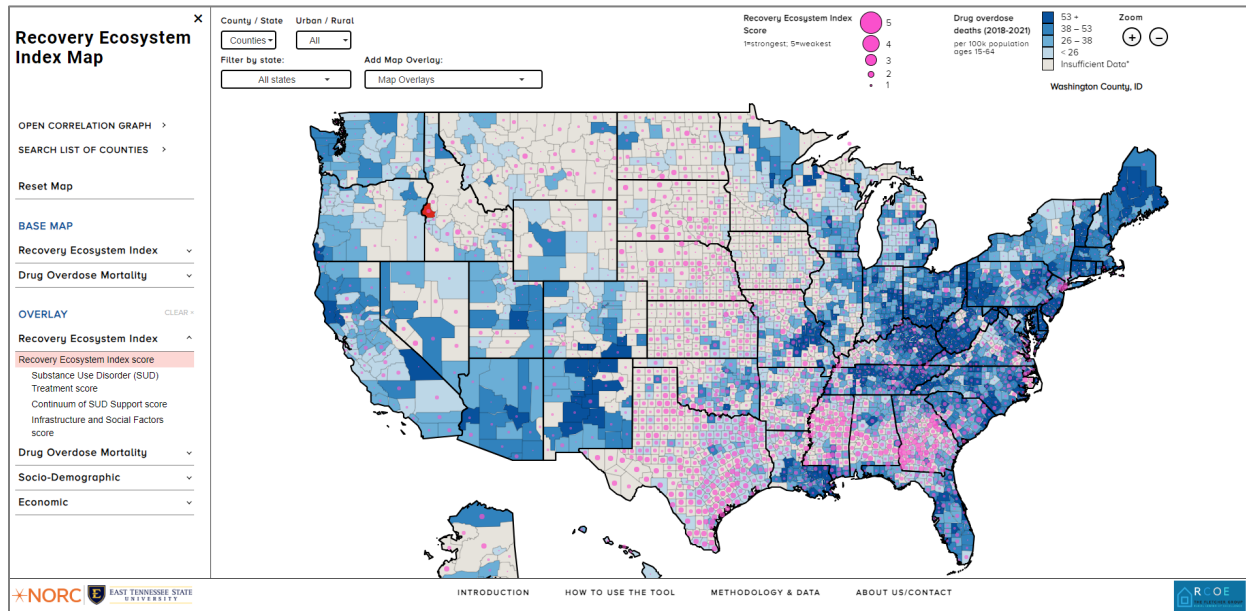 ×
Recovery Ecosystem
Index Map
OPEN CORRELATION GRAPH >
SEARCH LIST OF COUNTIES >
Reset Map
BASE MAP
Recovery Ecosystem Index
Drug Overdose Mortality
OVERLAY CLEAR ×
Recovery Ecosystem Index
Recovery Ecosystem Index score
Substance Use Disorder (SUD)
Treatment score
Continuum of SUD Support score
Infrastructure and Social Factors
score
Drug Overdose Mortality
Socio-Demographic
Economic
County / State Urban / Rural
Counties All
Filter by state: Add Map Overlay:
All states Map Overlays
Recovery Ecosystem Index
Score
1=strongest; 5=weakest
5
4
3
2
1
Drug overdose
deaths (2018-2021)
per 100k population
ages 15-64
53 +
38 – 53
26 – 38
< 26
Insufficient Data*
Zoom
+ −
Washington County, ID
NORC E EAST TENNESSEE STATE
UNIVERSITY
INTRODUCTION HOW TO USE THE TOOL METHODOLOGY & DATA ABOUT US/CONTACT
RCOE